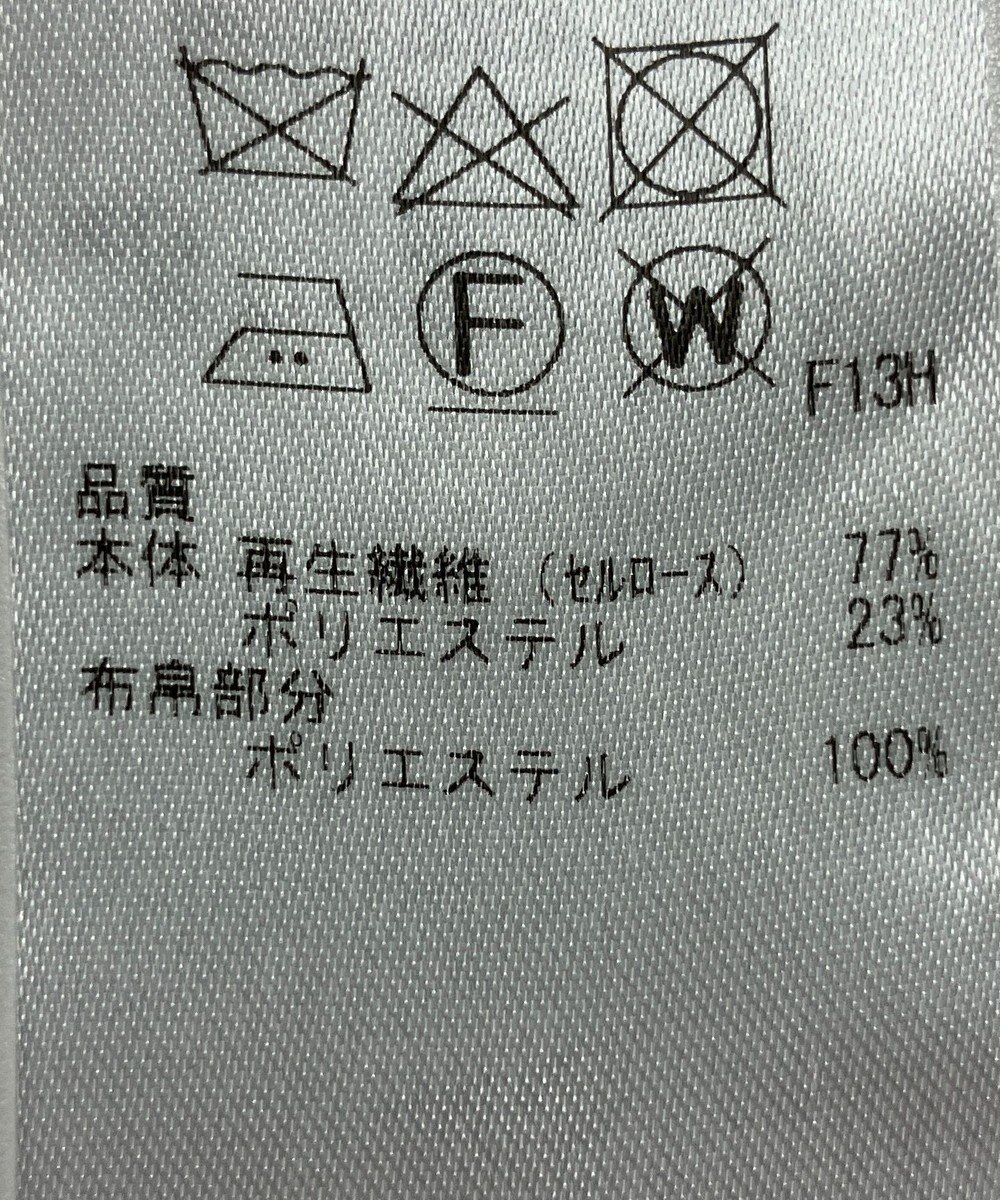 F W
F13H
品質
本体 再生繊維 (セルロース) 77%
ポリエステル 23%
布帛部分
ポリエステル 100%